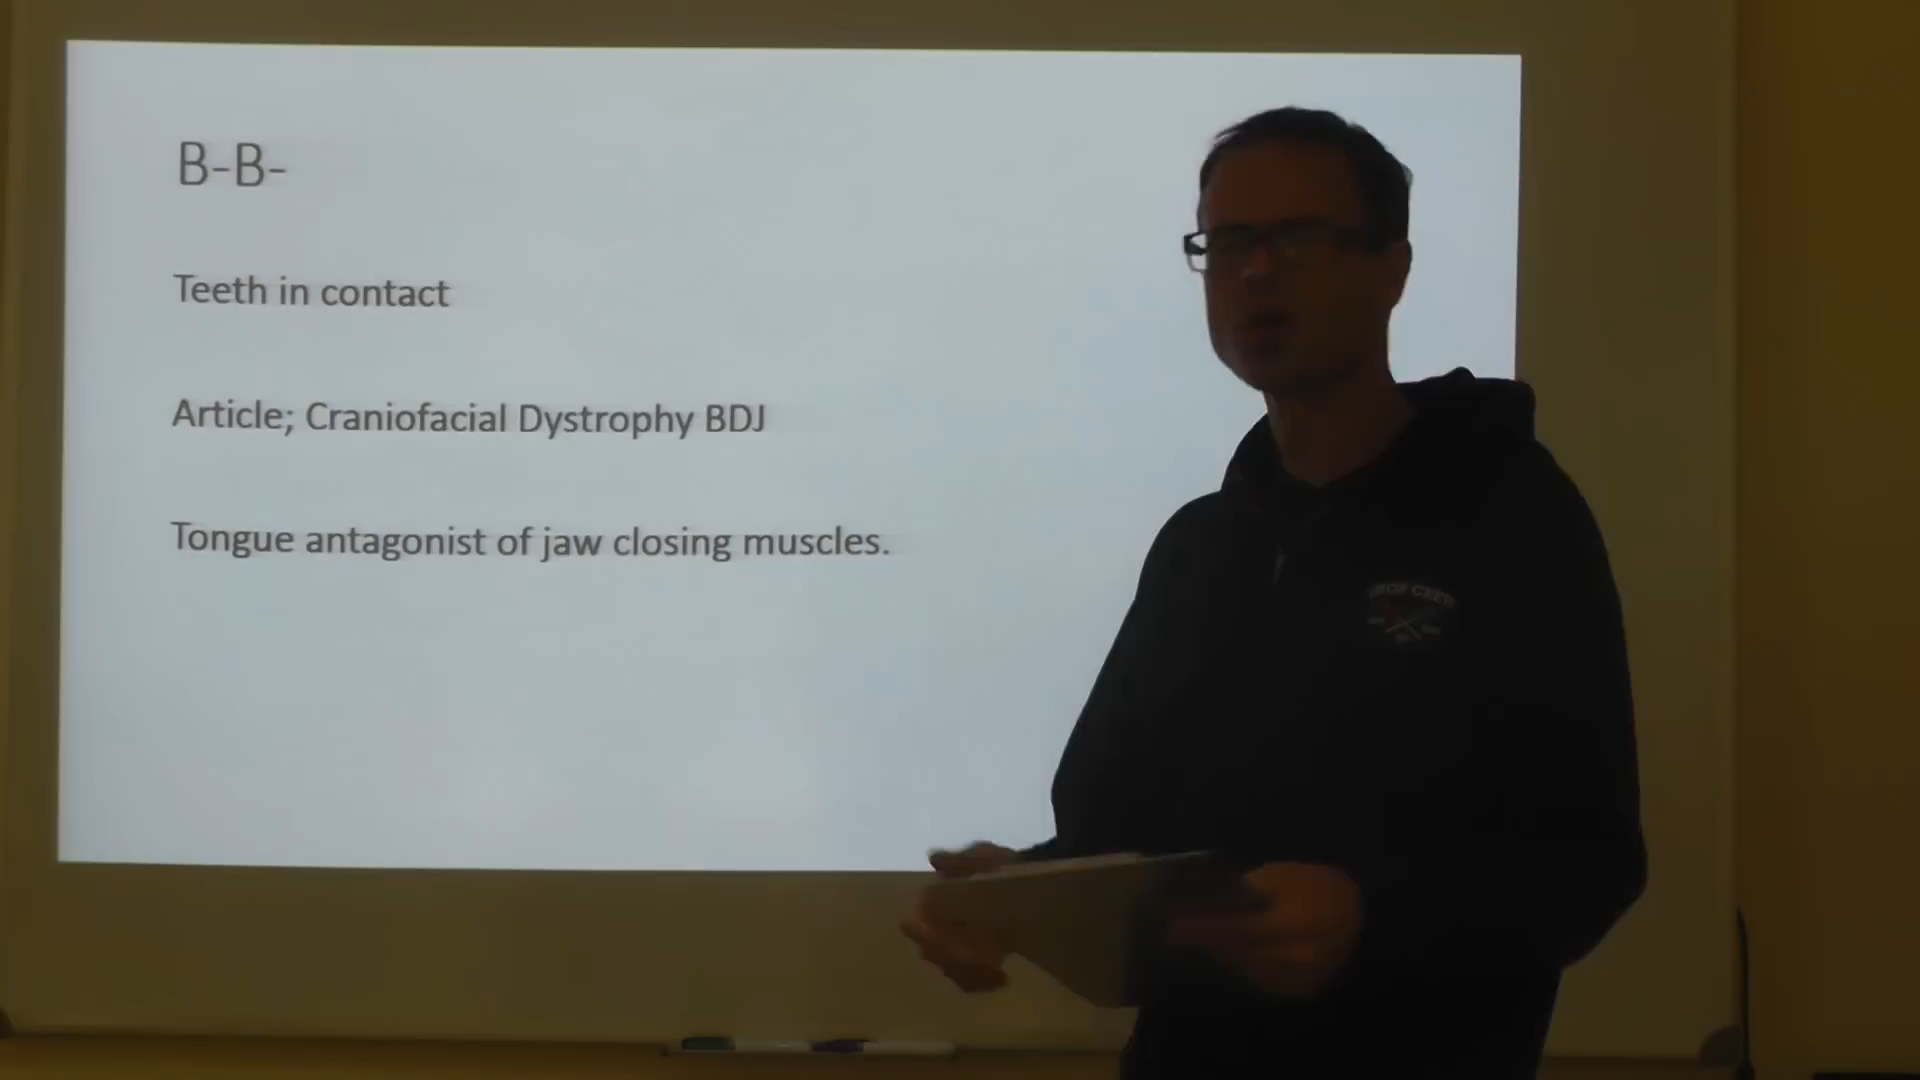 B-B-
Teeth in contact
Article; Craniofacial Dystrophy BDJ
Tongue antagonist of jaw closing muscles.